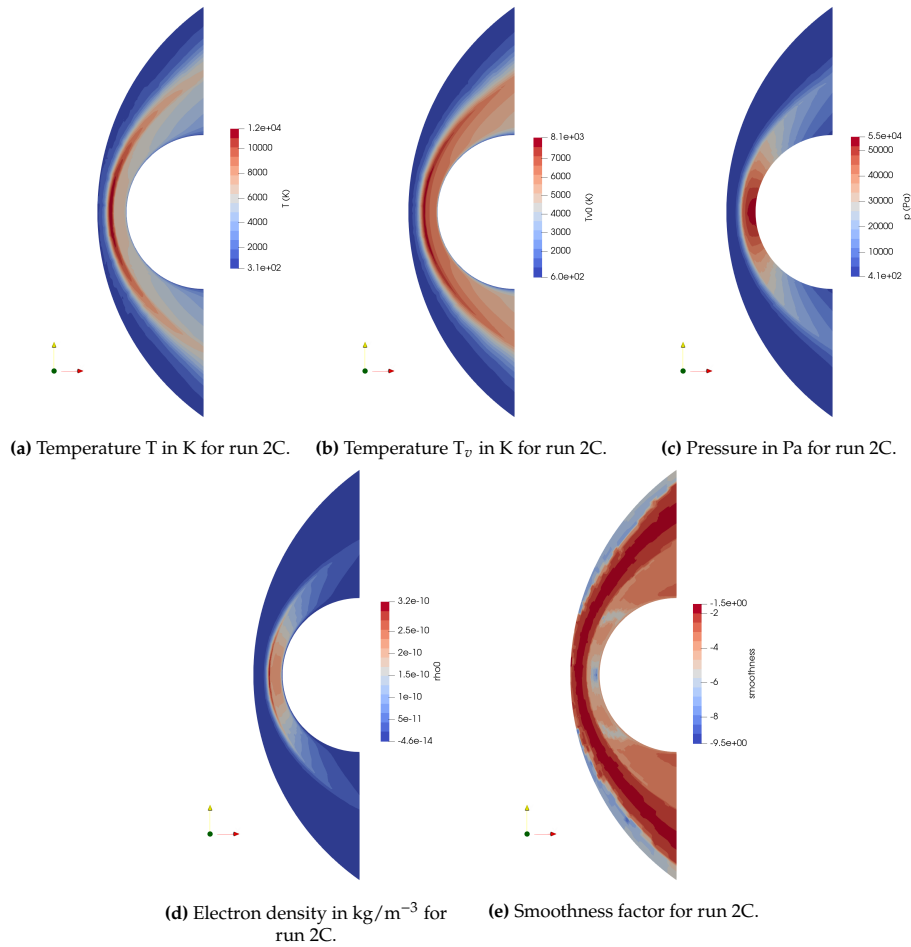 1.2e+04
10000
8000
6000
4000
2000
3.1e+02
T (K)
8.1e+03
7000
6000
5000
4000
3000
2000
6.0e+02
Tv0 (K)
5.5e+04
50000
40000
30000
20000
10000
4.1e+02
p (Pa)
(a) Temperature T in K for run 2C.
(b) Temperature Tᵥ in K for run 2C.
(c) Pressure in Pa for run 2C.
3.2e-10
2.5e-10
2e-10
1.5e-10
1e-10
5e-11
-4.6e-14
rho0
-1.5e+00
-2
-4
-6
-8
-9.5e+00
smoothness
(d) Electron density in kg/m⁻³ for
run 2C.
(e) Smoothness factor for run 2C.